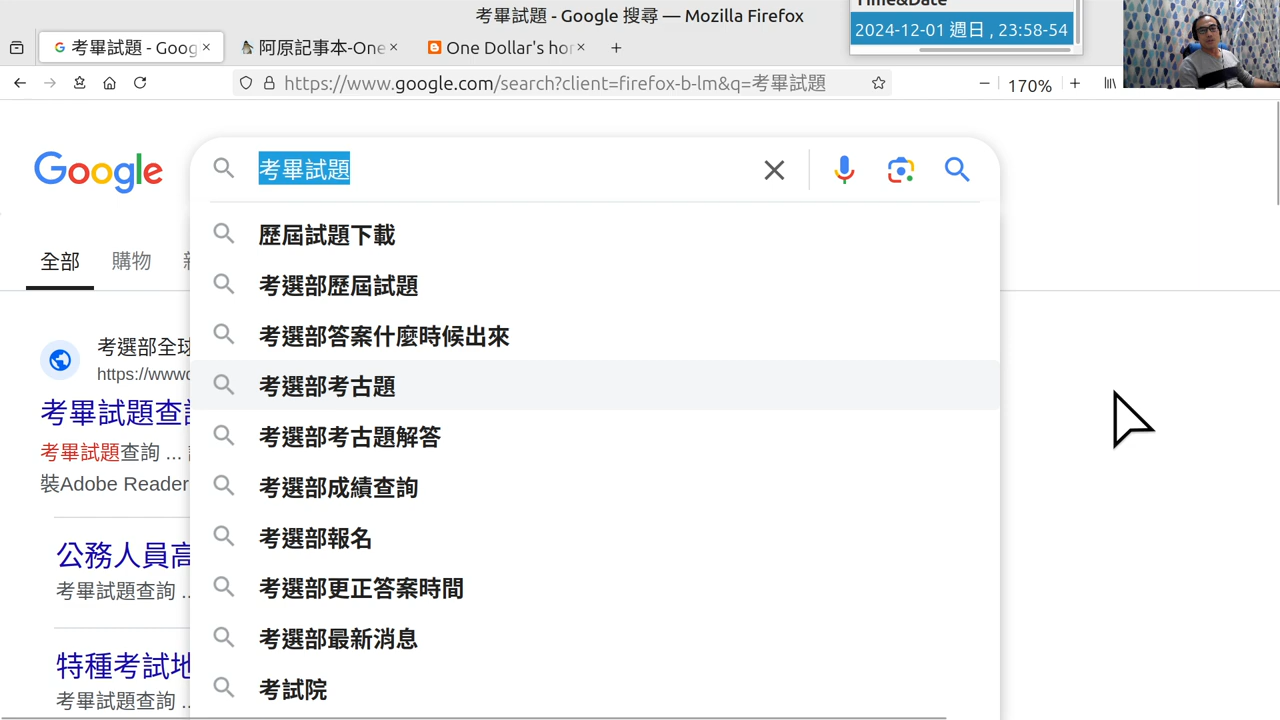 考畢試題 - Google 搜尋 — Mozilla Firefox
Time&Date
2024-12-01 週日 , 23:58-54
考畢試題 - Goog
阿原記事本-One
One Dollar's hor
https://www.google.com/search?client=firefox-b-lm&q=考畢試題
170%
Google
考畢試題
歷屆試題下載
全部
購物
考選部歷屆試題
考選部答案什麼時候出來
考選部全球
https://wwwc
考選部考古題
考畢試題查
考選部考古題解答
考畢試題查詢 ...
裝Adobe Reader
考選部成績查詢
考選部報名
公務人員高
考畢試題查詢 ..
考選部更正答案時間
考選部最新消息
特種考試地
考試院
考畢試題查詢 ..